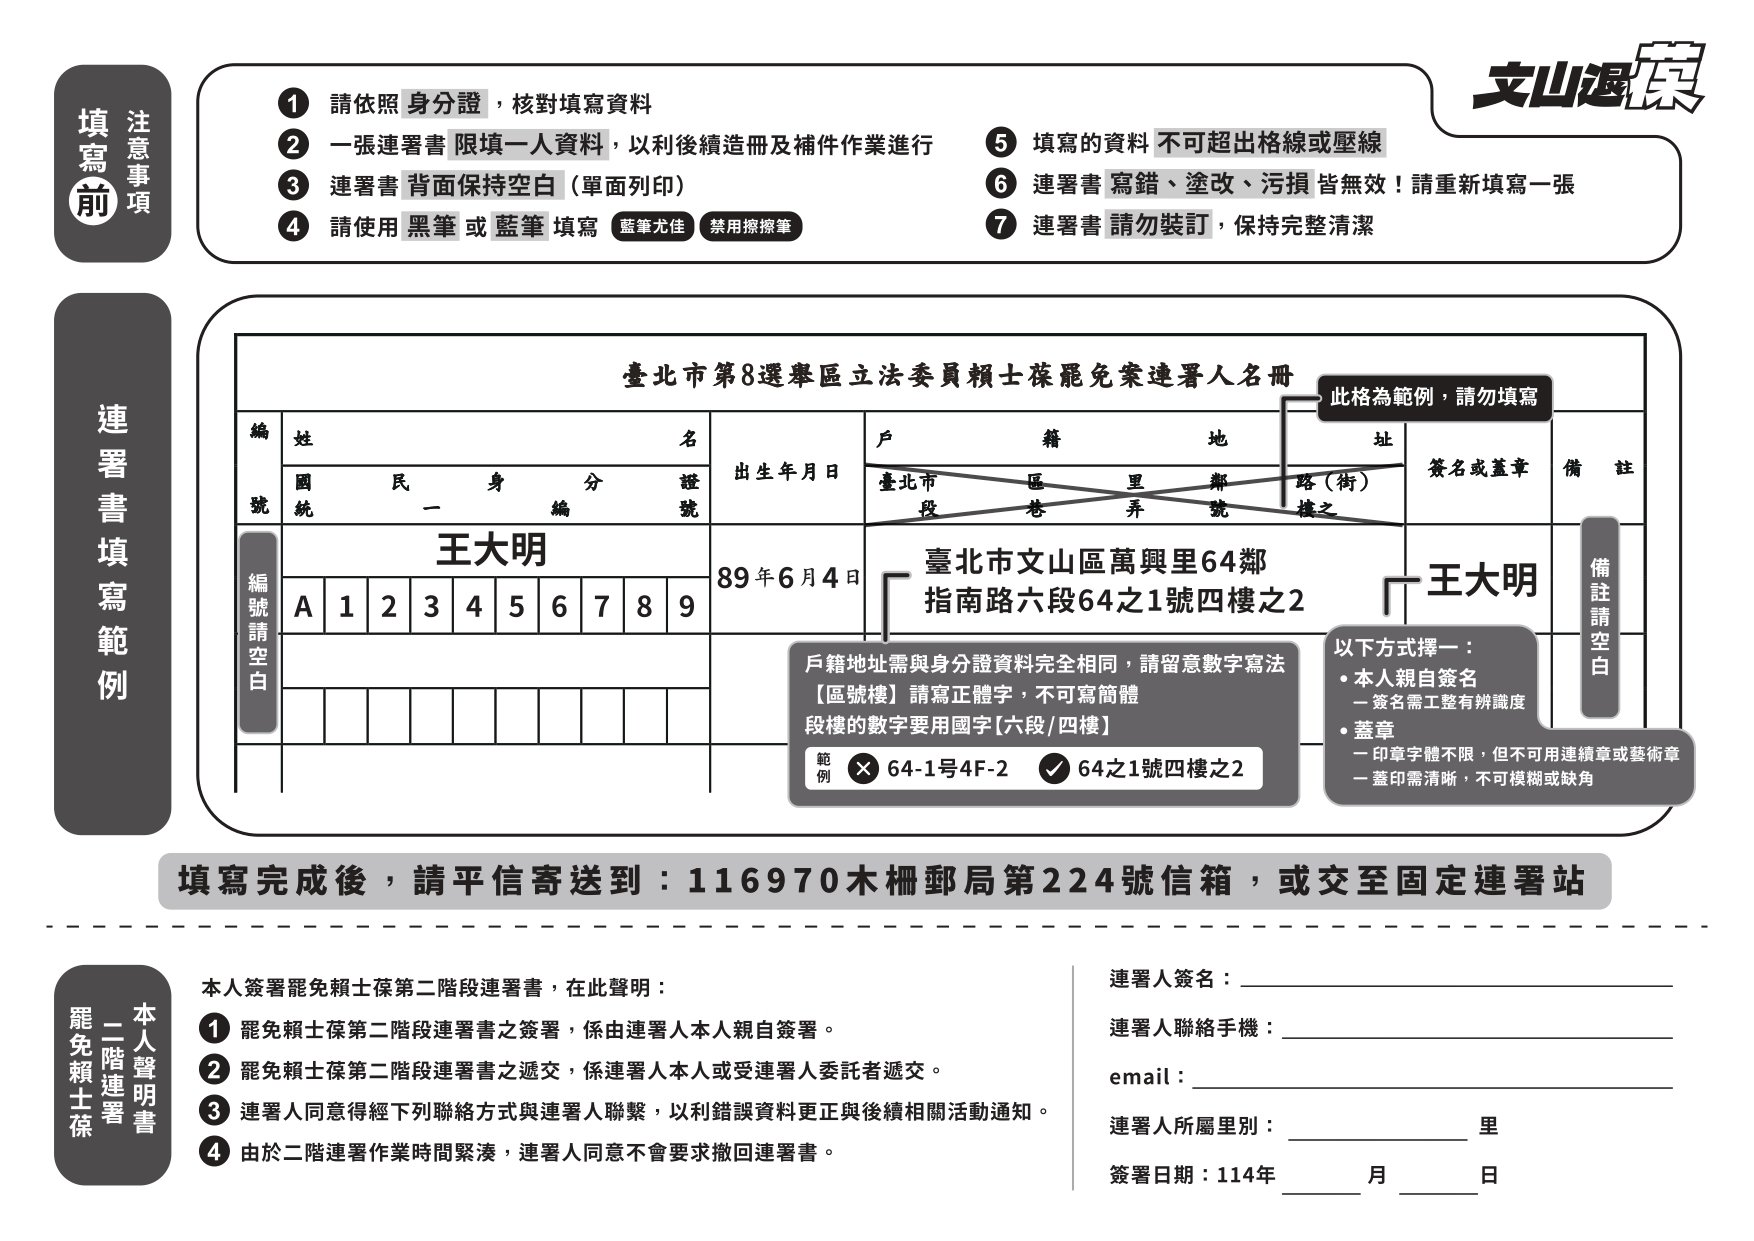 填寫前
注意事項
文山退葆
1 請依照 身分證，核對填寫資料
2 一張連署書 限填一人資料，以利後續造冊及補件作業進行
3 連署書 背面保持空白（單面列印）
4 請使用 黑筆 或 藍筆 填寫 藍筆尤佳 禁用擦擦筆
5 填寫的資料 不可超出格線或壓線
6 連署書 寫錯、塗改、污損 皆無效！請重新填寫一張
7 連署書 請勿裝訂，保持完整清潔
連署書填寫範例
臺北市第8選舉區立法委員賴士葆罷免案連署人名冊
此格為範例，請勿填寫
編號
姓名
國民身分證
統一編號
出生年月日
戶籍地址
臺北市 區 里 鄰 路（街）
段 巷 弄 號 樓之
簽名或蓋章
備註
編號請空白
王大明
A 1 2 3 4 5 6 7 8 9
89年6月4日
臺北市文山區萬興里64鄰
指南路六段64之1號四樓之2
王大明
備註請空白
戶籍地址需與身分證資料完全相同，請留意數字寫法
【區號樓】請寫正體字，不可寫簡體
段樓的數字要用國字【六段/四樓】
範例 64-1号4F-2 64之1號四樓之2
以下方式擇一：
• 本人親自簽名
— 簽名需工整有辨識度
• 蓋章
— 印章字體不限，但不可用連續章或藝術章
— 蓋印需清晰，不可模糊或缺角
填寫完成後，請平信寄送到：116970木柵郵局第224號信箱，或交至固定連署站
本人聲明書
二階連署
罷免賴士葆
本人簽署罷免賴士葆第二階段連署書，在此聲明：
1 罷免賴士葆第二階段連署書之簽署，係由連署人本人親自簽署。
2 罷免賴士葆第二階段連署書之遞交，係連署人本人或受連署人委託者遞交。
3 連署人同意得經下列聯絡方式與連署人聯繫，以利錯誤資料更正與後續相關活動通知。
4 由於二階連署作業時間緊湊，連署人同意不會要求撤回連署書。
連署人簽名：
連署人聯絡手機：
email：
連署人所屬里別： 里
簽署日期：114年 月 日